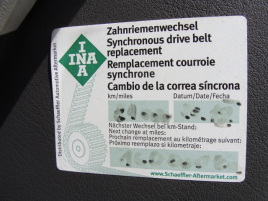 INA
INA
Zahnriemenwechsel
Synchronous drive belt
replacement
Remplacement courroie
synchrone
Cambio de la correa síncrona
km/miles Datum/Date/Fecha
Nächster Wechsel bei km-Stand:
Next change at miles:
Prochain remplacement au kilométrage suivant:
Próximo reemplazo si kilometraje:
www.Schaeffler-Aftermarket.com
Distributed by Schaeffler Automotive Aftermarket